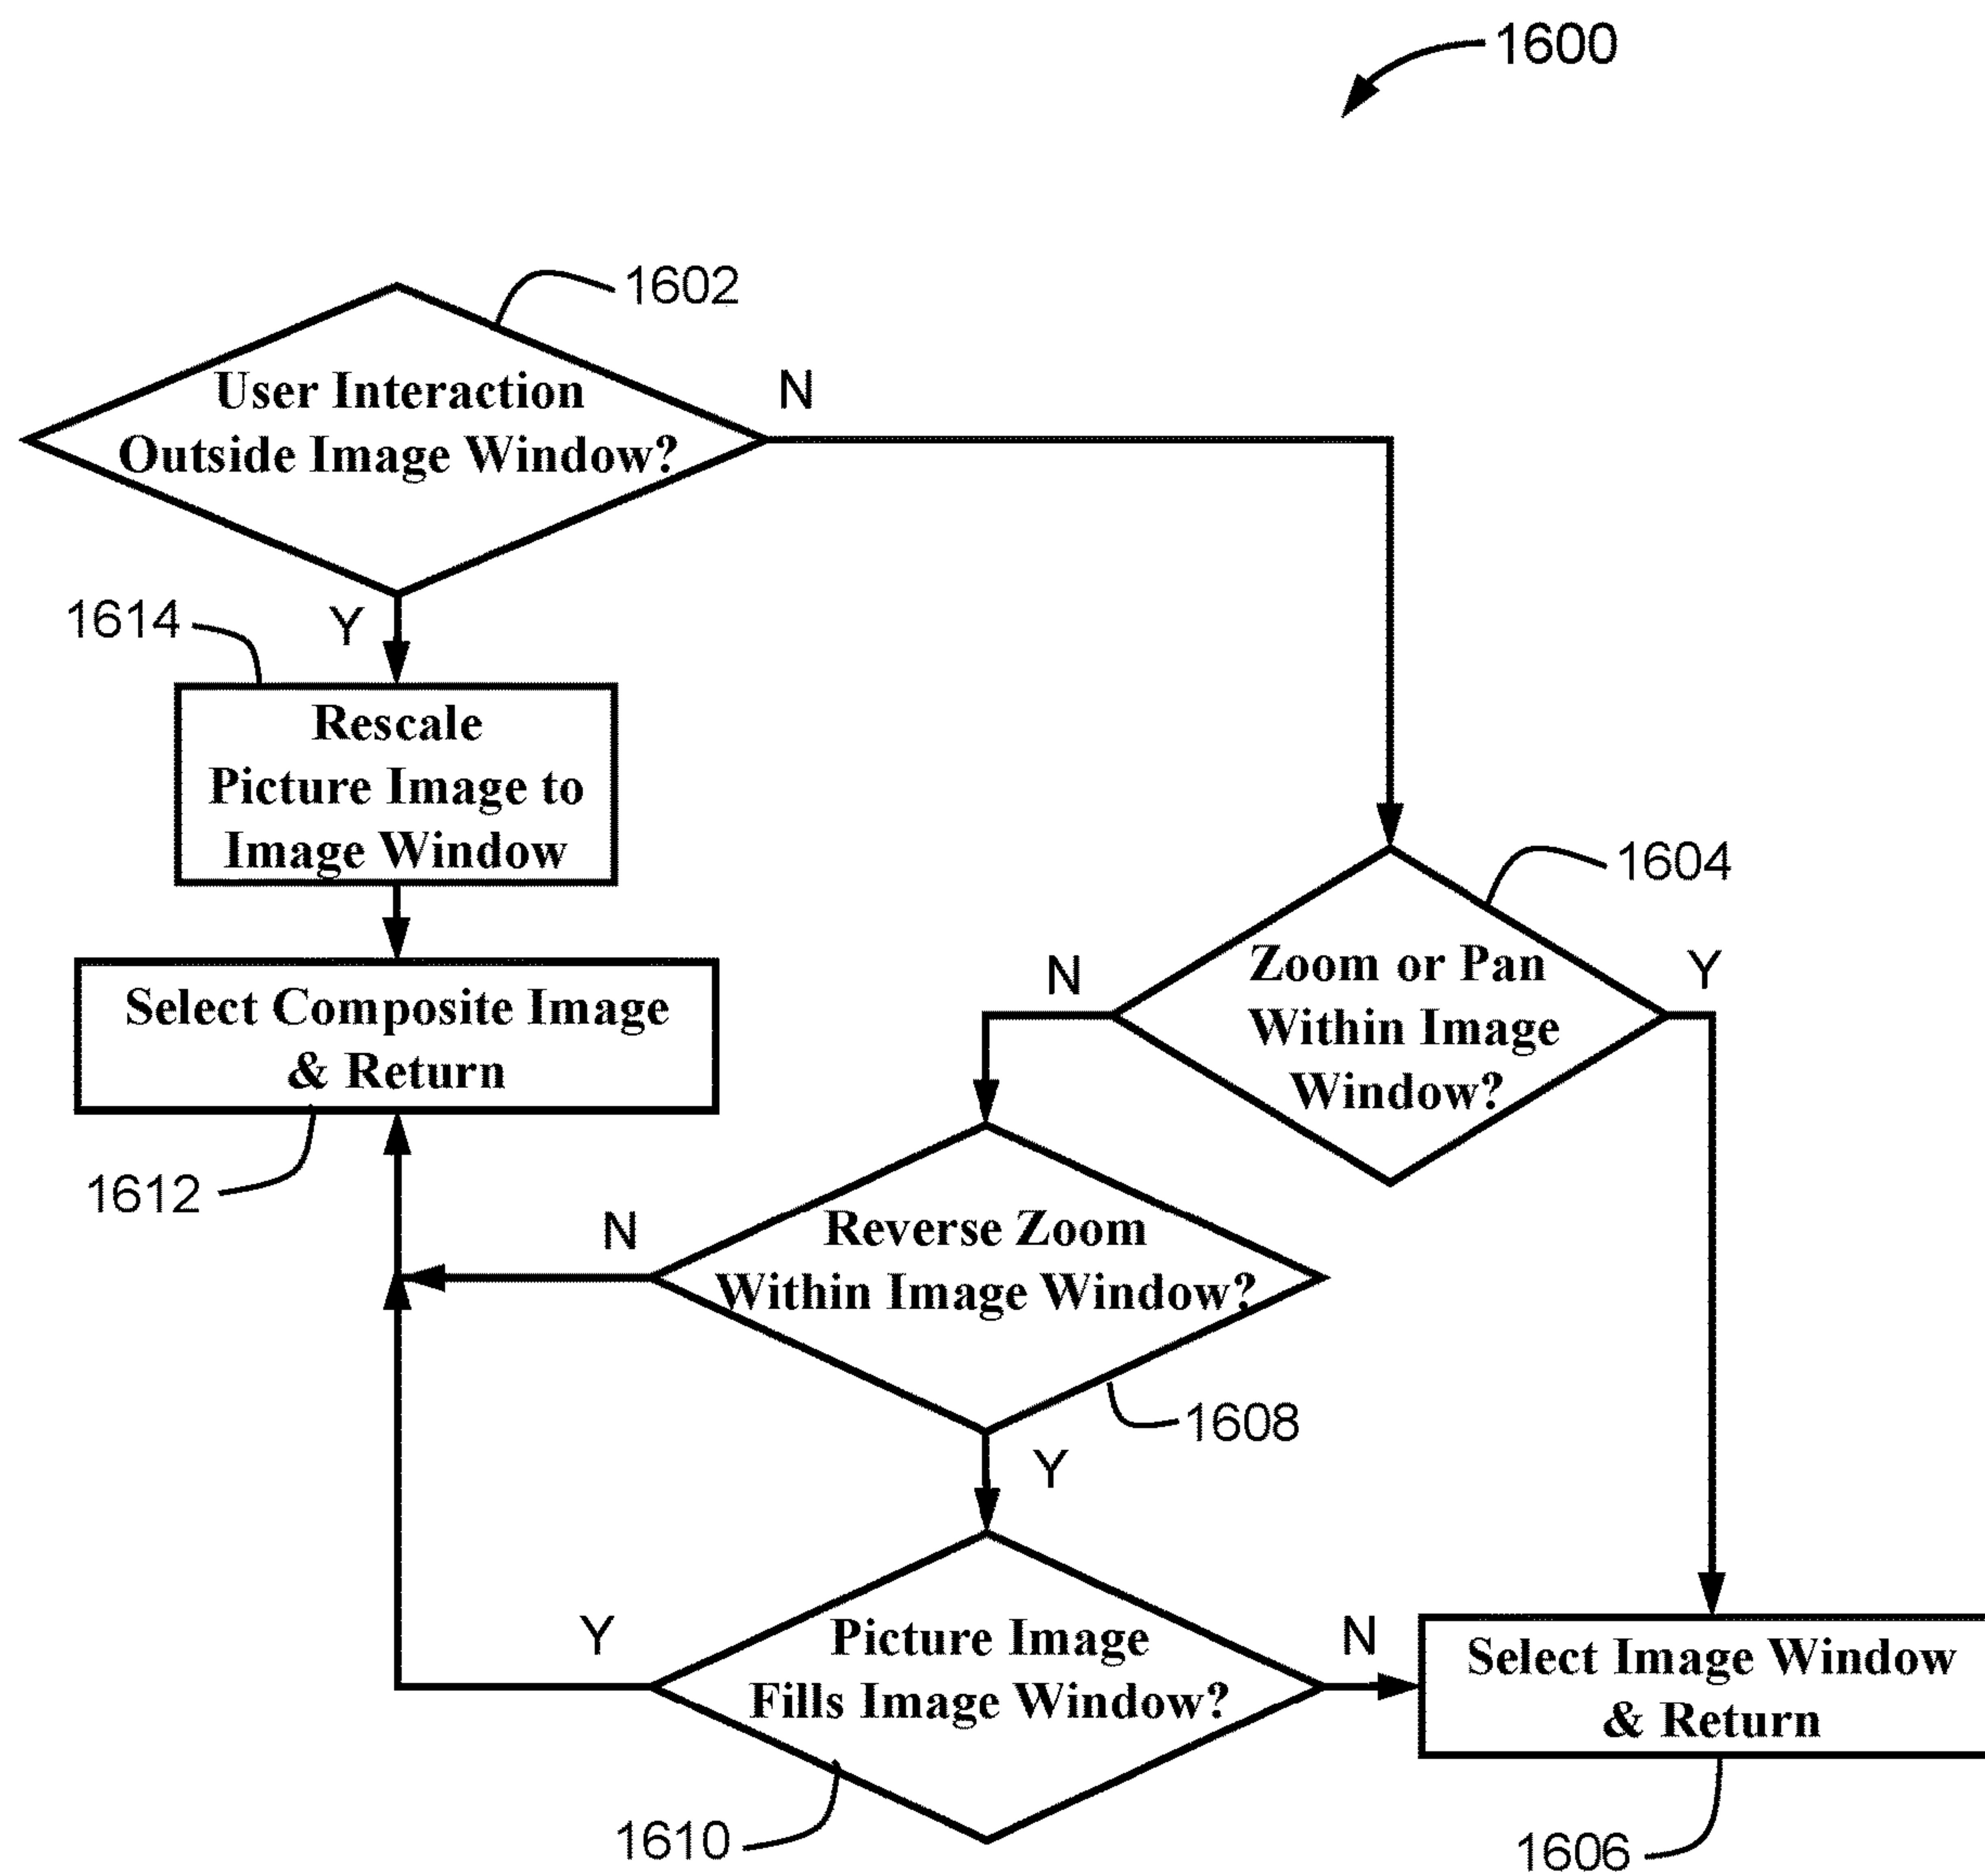 1600
1602
User Interaction
Outside Image Window?
N
Y
1614
Rescale
Picture Image to
Image Window
Select Composite Image
& Return
1612
1604
Zoom or Pan
Within Image
Window?
N
Y
Reverse Zoom
Within Image Window?
N
1608
Y
Picture Image
Fills Image Window?
Y
N
1610
Select Image Window
& Return
1606